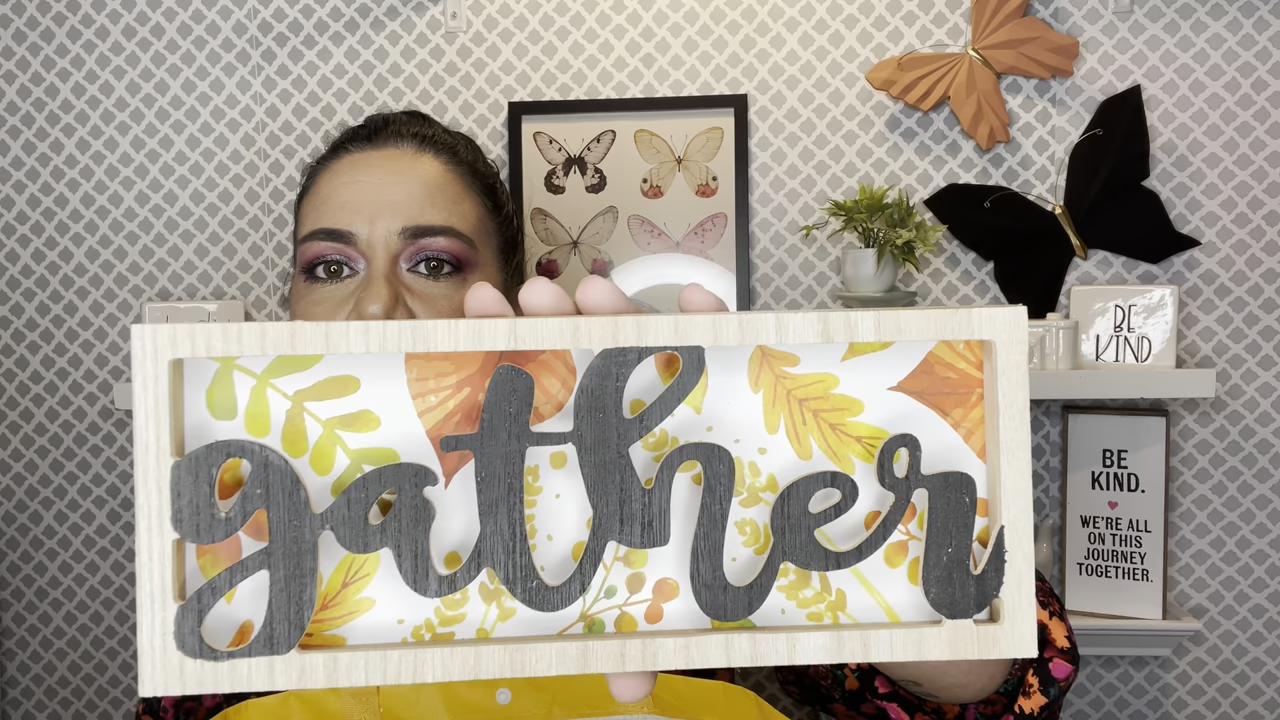 gather
BE
KIND
BE
KIND.
WE'RE ALL
ON THIS
JOURNEY
TOGETHER.